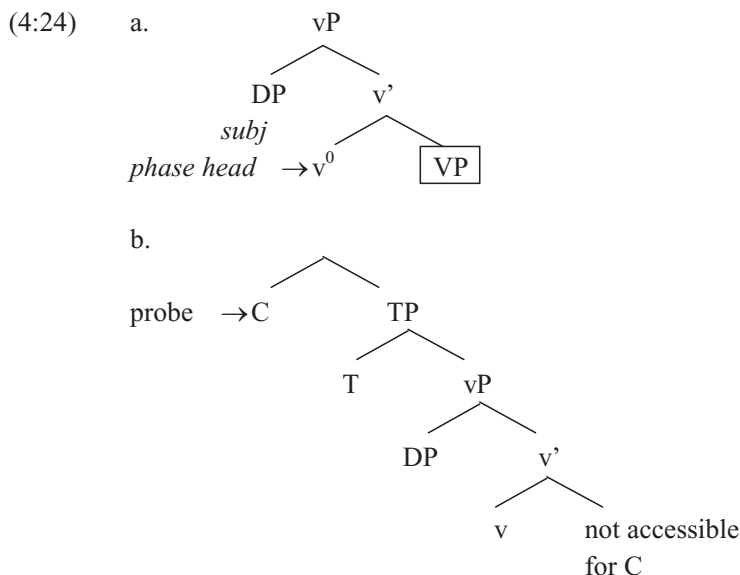 (4:24) a. vP
DP v’
subj
phase head → v⁰ VP
b.
probe → C TP
T vP
DP v’
v not accessible
for C